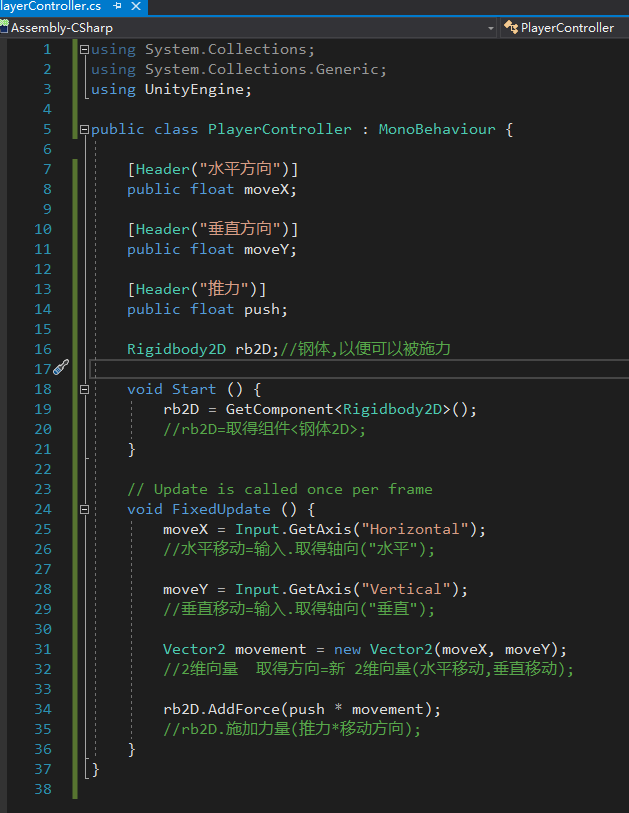 layerController.cs
Assembly-CSharp PlayerController
1 using System.Collections;
2 using System.Collections.Generic;
3 using UnityEngine;
4
5 public class PlayerController : MonoBehaviour {
6
7 [Header("水平方向")]
8 public float moveX;
9
10 [Header("垂直方向")]
11 public float moveY;
12
13 [Header("推力")]
14 public float push;
15
16 Rigidbody2D rb2D;//钢体,以便可以被施力
17
18 void Start () {
19 rb2D = GetComponent<Rigidbody2D>();
20 //rb2D=取得组件<钢体2D>;
21 }
22
23 // Update is called once per frame
24 void FixedUpdate () {
25 moveX = Input.GetAxis("Horizontal");
26 //水平移动=输入.取得轴向("水平");
27
28 moveY = Input.GetAxis("Vertical");
29 //垂直移动=输入.取得轴向("垂直");
30
31 Vector2 movement = new Vector2(moveX, moveY);
32 //2维向量 取得方向=新 2维向量(水平移动,垂直移动);
33
34 rb2D.AddForce(push * movement);
35 //rb2D.施加力量(推力*移动方向);
36 }
37 }
38